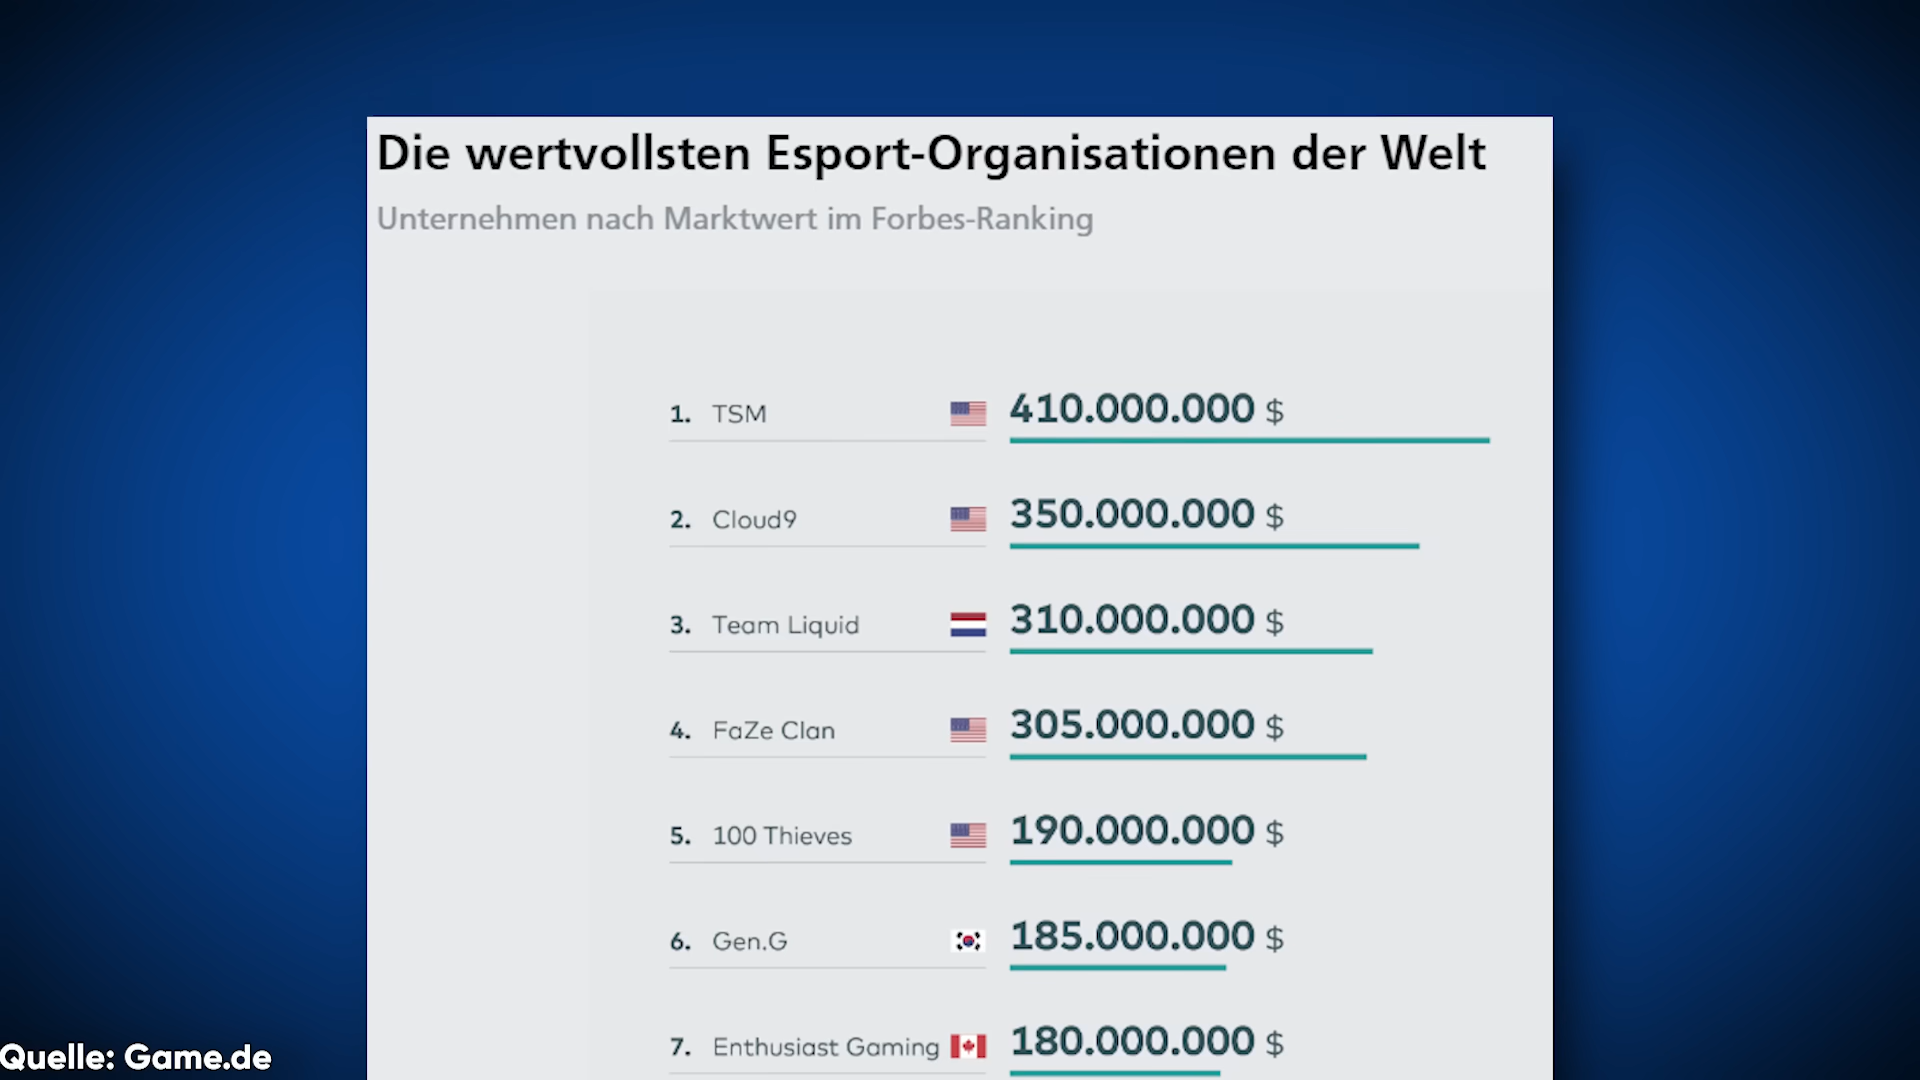 Die wertvollsten Esport-Organisationen der Welt
Unternehmen nach Marktwert im Forbes-Ranking
1. TSM 410.000.000 $
2. Cloud9 350.000.000 $
3. Team Liquid 310.000.000 $
4. FaZe Clan 305.000.000 $
5. 100 Thieves 190.000.000 $
6. Gen.G 185.000.000 $
7. Enthusiast Gaming 180.000.000 $
Quelle: Game.de